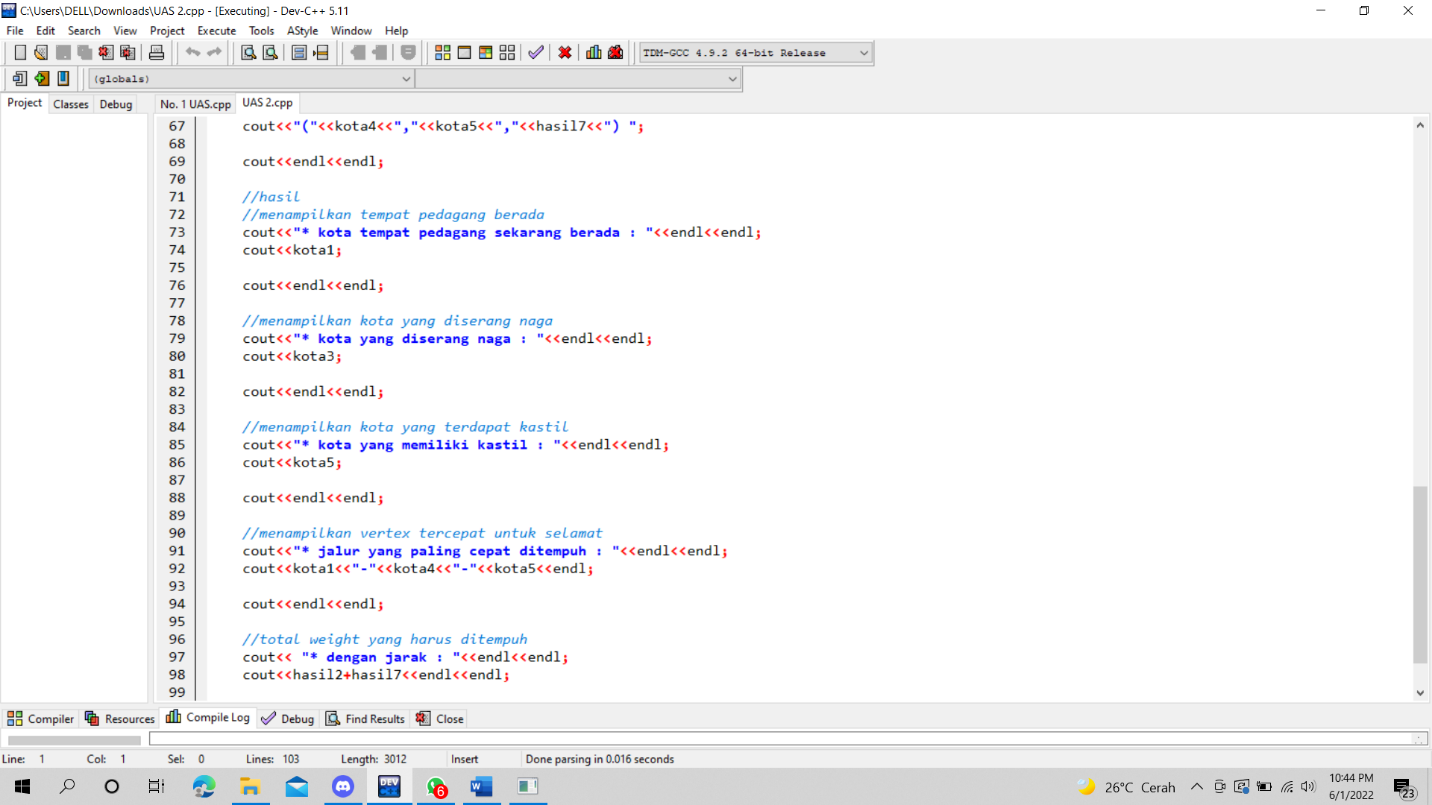 C:\Users\DELL\Downloads\UAS 2.cpp - [Executing] - Dev-C++ 5.11
File Edit Search View Project Execute Tools AStyle Window Help
TDM-GCC 4.9.2 64-bit Release
(globals)
Project Classes Debug No. 1 UAS.cpp UAS 2.cpp
67 cout<<"("<<kota4<<","<<kota5<<","<<hasil7<<") ";
68
69 cout<<endl<<endl;
70
71 //hasil
72 //menampilkan tempat pedagang berada
73 cout<<"* kota tempat pedagang sekarang berada : "<<endl<<endl;
74 cout<<kota1;
75
76 cout<<endl<<endl;
77
78 //menampilkan kota yang diserang naga
79 cout<<"* kota yang diserang naga : "<<endl<<endl;
80 cout<<kota3;
81
82 cout<<endl<<endl;
83
84 //menampilkan kota yang terdapat kastil
85 cout<<"* kota yang memiliki kastil : "<<endl<<endl;
86 cout<<kota5;
87
88 cout<<endl<<endl;
89
90 //menampilkan vertex tercepat untuk selamat
91 cout<<"* jalur yang paling cepat ditempuh : "<<endl<<endl;
92 cout<<kota1<<"-"<<kota4<<"-"<<kota5<<endl;
93
94 cout<<endl<<endl;
95
96 //total weight yang harus ditempuh
97 cout<< "* dengan jarak : "<<endl<<endl;
98 cout<<hasil2+hasil7<<endl<<endl;
99
Compiler Resources Compile Log Debug Find Results Close
Line: 1 Col: 1 Sel: 0 Lines: 103 Length: 3012 Insert Done parsing in 0.016 seconds
DEV
6
W
26°C Cerah
10:44 PM
6/1/2022
23